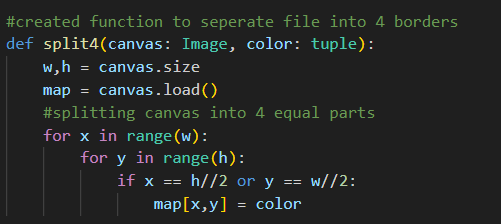 #created function to seperate file into 4 borders
def split4(canvas: Image, color: tuple):
    w,h = canvas.size
    map = canvas.load()
    #splitting canvas into 4 equal parts
    for x in range(w):
        for y in range(h):
            if x == h//2 or y == w//2:
                map[x,y] = color